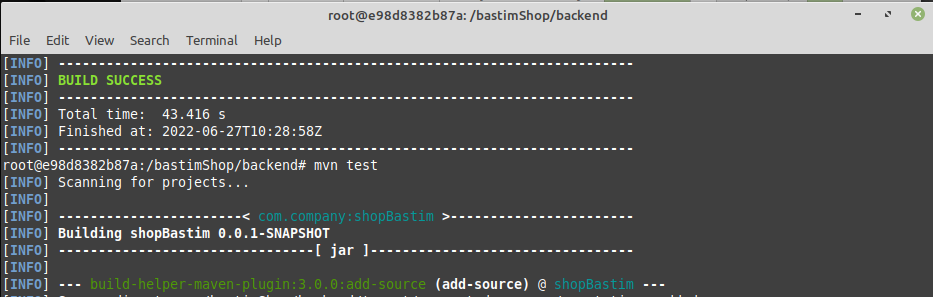 root@e98d8382b87a: /bastimShop/backend
File Edit View Search Terminal Help
[INFO] ------------------------------------------------------------------------
[INFO] BUILD SUCCESS
[INFO] ------------------------------------------------------------------------
[INFO] Total time:  43.416 s
[INFO] Finished at: 2022-06-27T10:28:58Z
[INFO] ------------------------------------------------------------------------
root@e98d8382b87a:/bastimShop/backend# mvn test
[INFO] Scanning for projects...
[INFO]
[INFO] -----------------------< com.company:shopBastim >-----------------------
[INFO] Building shopBastim 0.0.1-SNAPSHOT
[INFO] --------------------------------[ jar ]---------------------------------
[INFO]
[INFO] --- build-helper-maven-plugin:3.0.0:add-source (add-source) @ shopBastim ---